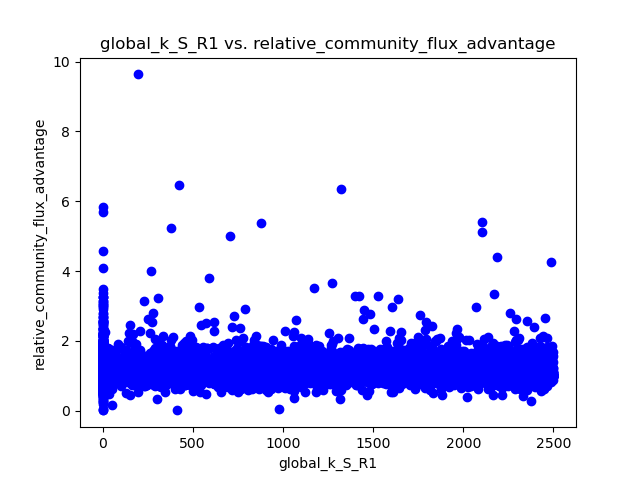 global_k_S_R1 vs. relative_community_flux_advantage
10
8
6
4
2
0
relative_community_flux_advantage
0 500 1000 1500 2000 2500
global_k_S_R1